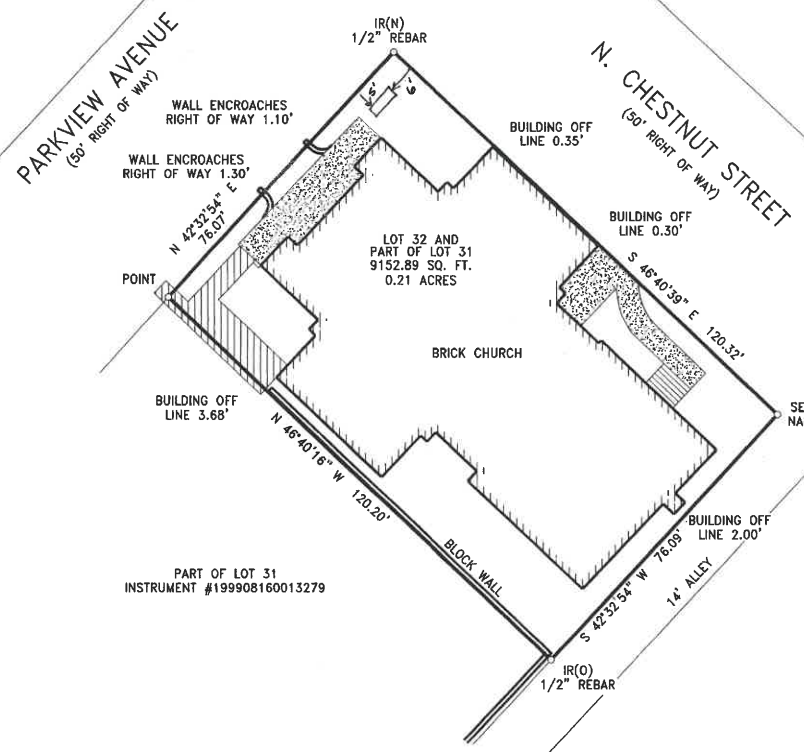 PARKVIEW AVENUE
(50' RIGHT OF WAY)
IR(N)
1/2" REBAR
5'
6'
N. CHESTNUT STREET
(50' RIGHT OF WAY)
WALL ENCROACHES
RIGHT OF WAY 1.10'
WALL ENCROACHES
RIGHT OF WAY 1.30'
N 42°32'54" E
76.07'
BUILDING OFF
LINE 0.35'
BUILDING OFF
LINE 0.30'
S 46°40'39" E 120.32'
POINT
LOT 32 AND
PART OF LOT 31
9152.89 SQ. FT.
0.21 ACRES
BRICK CHURCH
BUILDING OFF
LINE 3.68'
N 46°40'16" W 120.20'
BLOCK WALL
SE
NA
BUILDING OFF
LINE 2.00'
S 42°32'54" W 76.09'
14' ALLEY
PART OF LOT 31
INSTRUMENT #199908160013279
IR(O)
1/2" REBAR